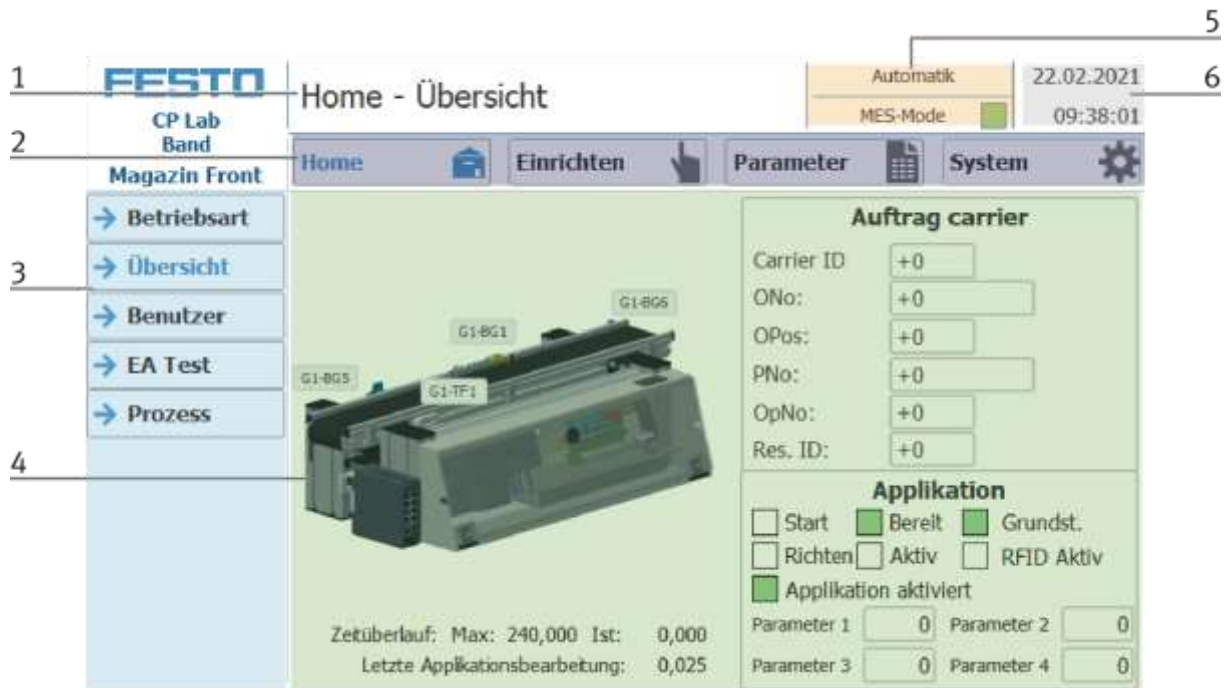 5
1
FESTO
Home - Übersicht
Automatik
22.02.2021
6
CP Lab
MES-Mode
09:38:01
2
Band
Magazin Front
Home
Einrichten
Parameter
System
Betriebsart
3
Übersicht
Benutzer
EA Test
Prozess
4
G1-BG6
G1-BG1
G1-BG5
G1-TF1
Zeitüberlauf: Max: 240,000 Ist: 0,000
Letzte Applikationsbearbeitung: 0,025
Auftrag carrier
Carrier ID +0
ONo: +0
OPos: +0
PNo: +0
OpNo: +0
Res. ID: +0
Applikation
Start Bereit Grundst.
Richten Aktiv RFID Aktiv
Applikation aktiviert
Parameter 1 0 Parameter 2 0
Parameter 3 0 Parameter 4 0